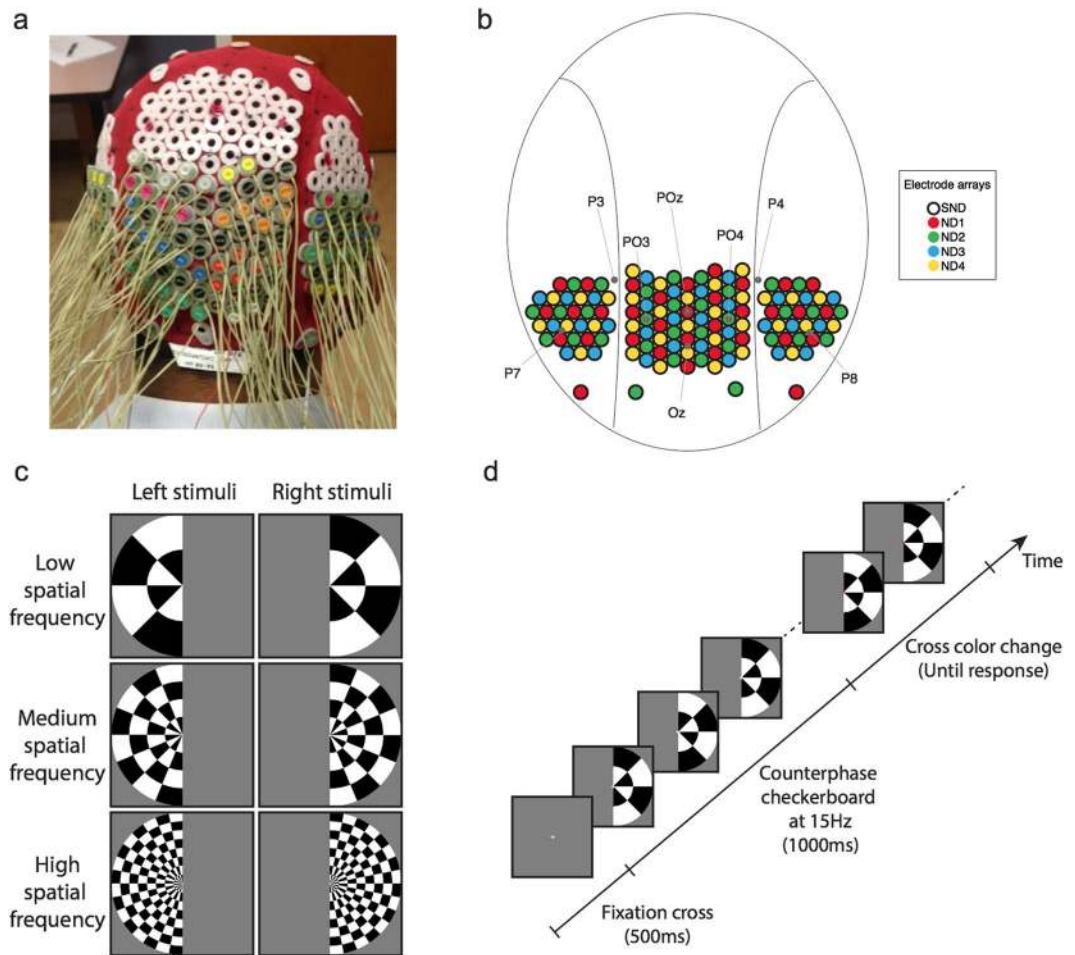 a
b
P3
POz
P4
PO3
PO4
P7
Oz
P8
Electrode arrays
SND
ND1
ND2
ND3
ND4
c
Left stimuli
Right stimuli
Low
spatial
frequency
Medium
spatial
frequency
High
spatial
frequency
d
Time
Cross color change
(Until response)
Counterphase
checkerboard
at 15Hz
(1000ms)
Fixation cross
(500ms)